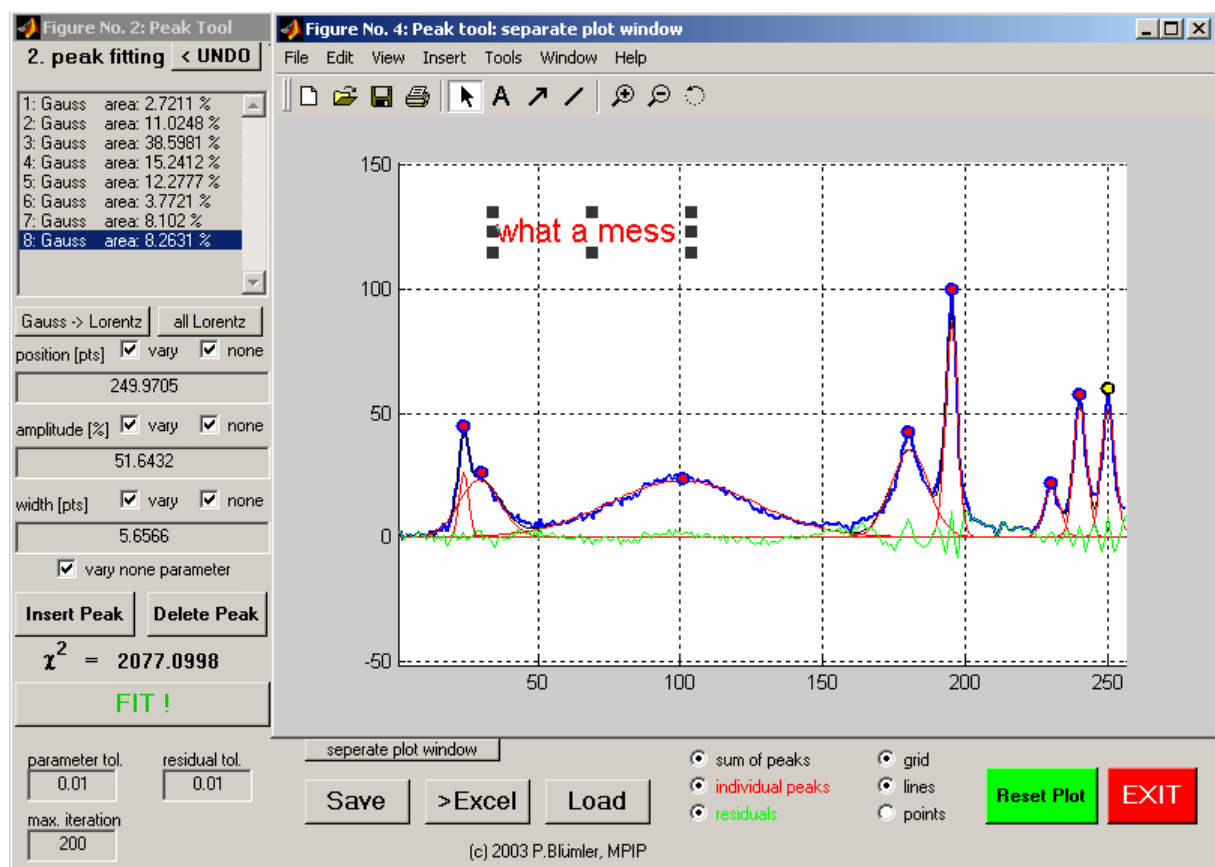 Figure No. 2: Peak Tool
2. peak fitting
< UNDO
1: Gauss area: 2.7211 %
2: Gauss area: 11.0248 %
3: Gauss area: 38.5981 %
4: Gauss area: 15.2412 %
5: Gauss area: 12.2777 %
6: Gauss area: 3.7721 %
7: Gauss area: 8.102 %
8: Gauss area: 8.2631 %
Gauss -> Lorentz
all Lorentz
position [pts] vary none
249.9705
amplitude [%] vary none
51.6432
width [pts] vary none
5.6566
vary none parameter
Insert Peak
Delete Peak
χ² = 2077.0998
FIT !
parameter tol.
0.01
residual tol.
0.01
max. iteration
200
Figure No. 4: Peak tool: separate plot window
File Edit View Insert Tools Window Help
A
what a mess
150
100
50
0
-50
50 100 150 200 250
seperate plot window
Save
>Excel
Load
(c) 2003 P.Blümler, MPIP
sum of peaks
individual peaks
residuals
grid
lines
points
Reset Plot
EXIT